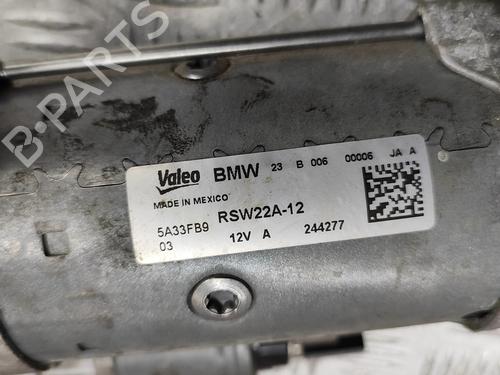 B-PARTS
Valeo BMW 23 B 006 00006 JA A
MADE IN MEXICO
RSW22A-12
5A33FB9
03 12V A 244277